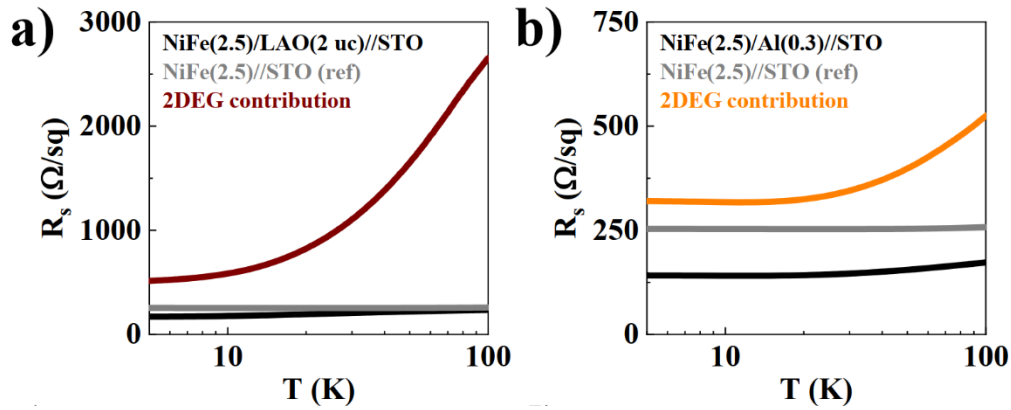 a)
NiFe(2.5)/LAO(2 uc)//STO
NiFe(2.5)//STO (ref)
2DEG contribution
3000
2000
1000
0
Rs (Ω/sq)
10
100
T (K)
b)
NiFe(2.5)/Al(0.3)//STO
NiFe(2.5)//STO (ref)
2DEG contribution
750
500
250
0
Rs (Ω/sq)
10
100
T (K)